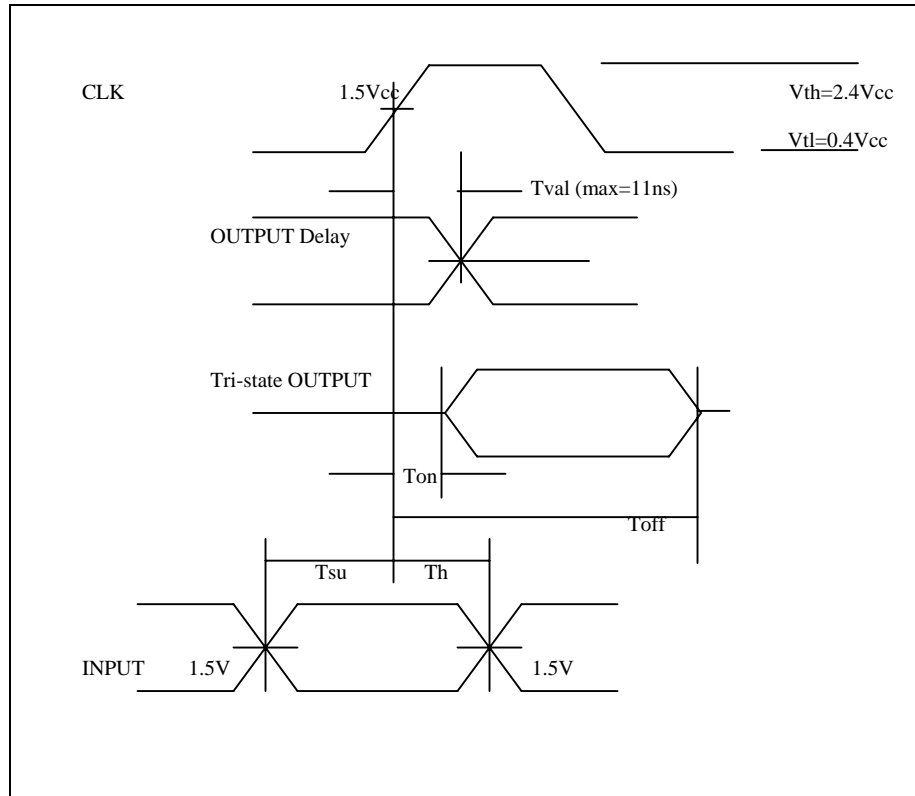 CLK 1.5Vcc Vth=2.4Vcc
Vtl=0.4Vcc
Tval (max=11ns)
OUTPUT Delay
Tri-state OUTPUT
Ton
Toff
Tsu Th
INPUT 1.5V 1.5V